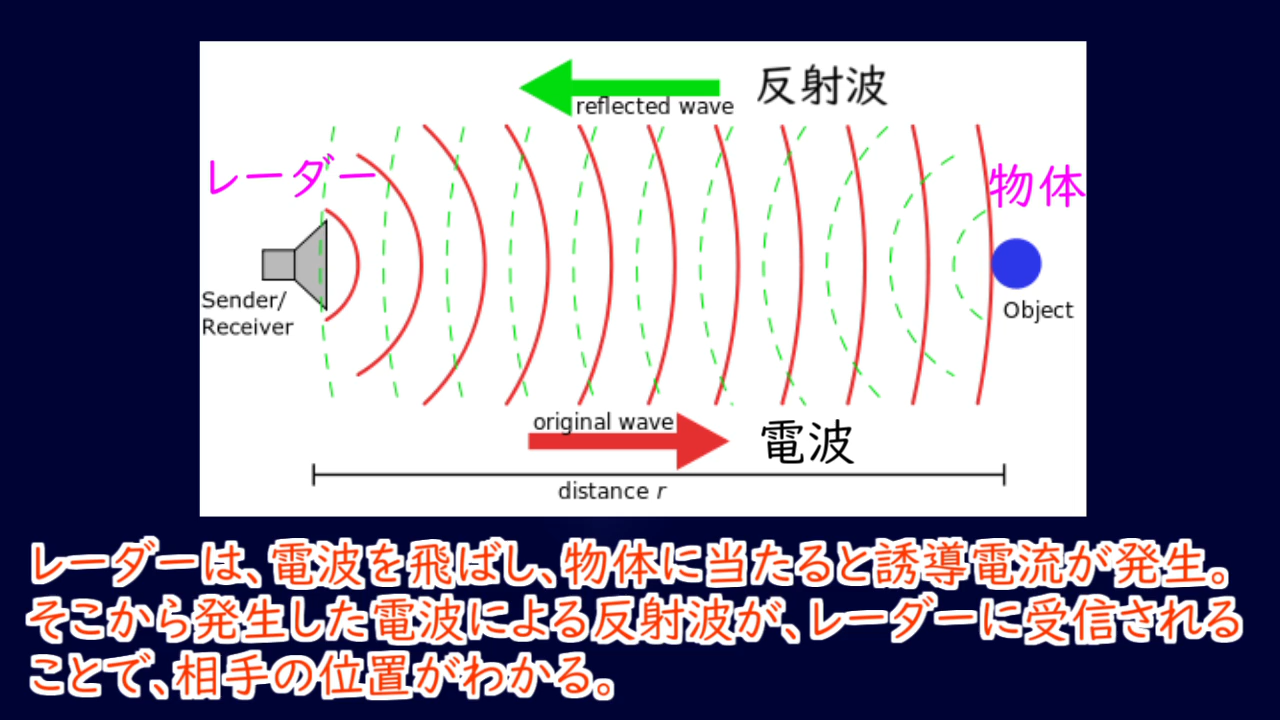 反射波
reflected wave
レーダー
物体
Sender/
Receiver
Object
original wave
電波
distance r
レーダーは、電波を飛ばし、物体に当たると誘導電流が発生。
そこから発生した電波による反射波が、レーダーに受信される
ことで、相手の位置がわかる。